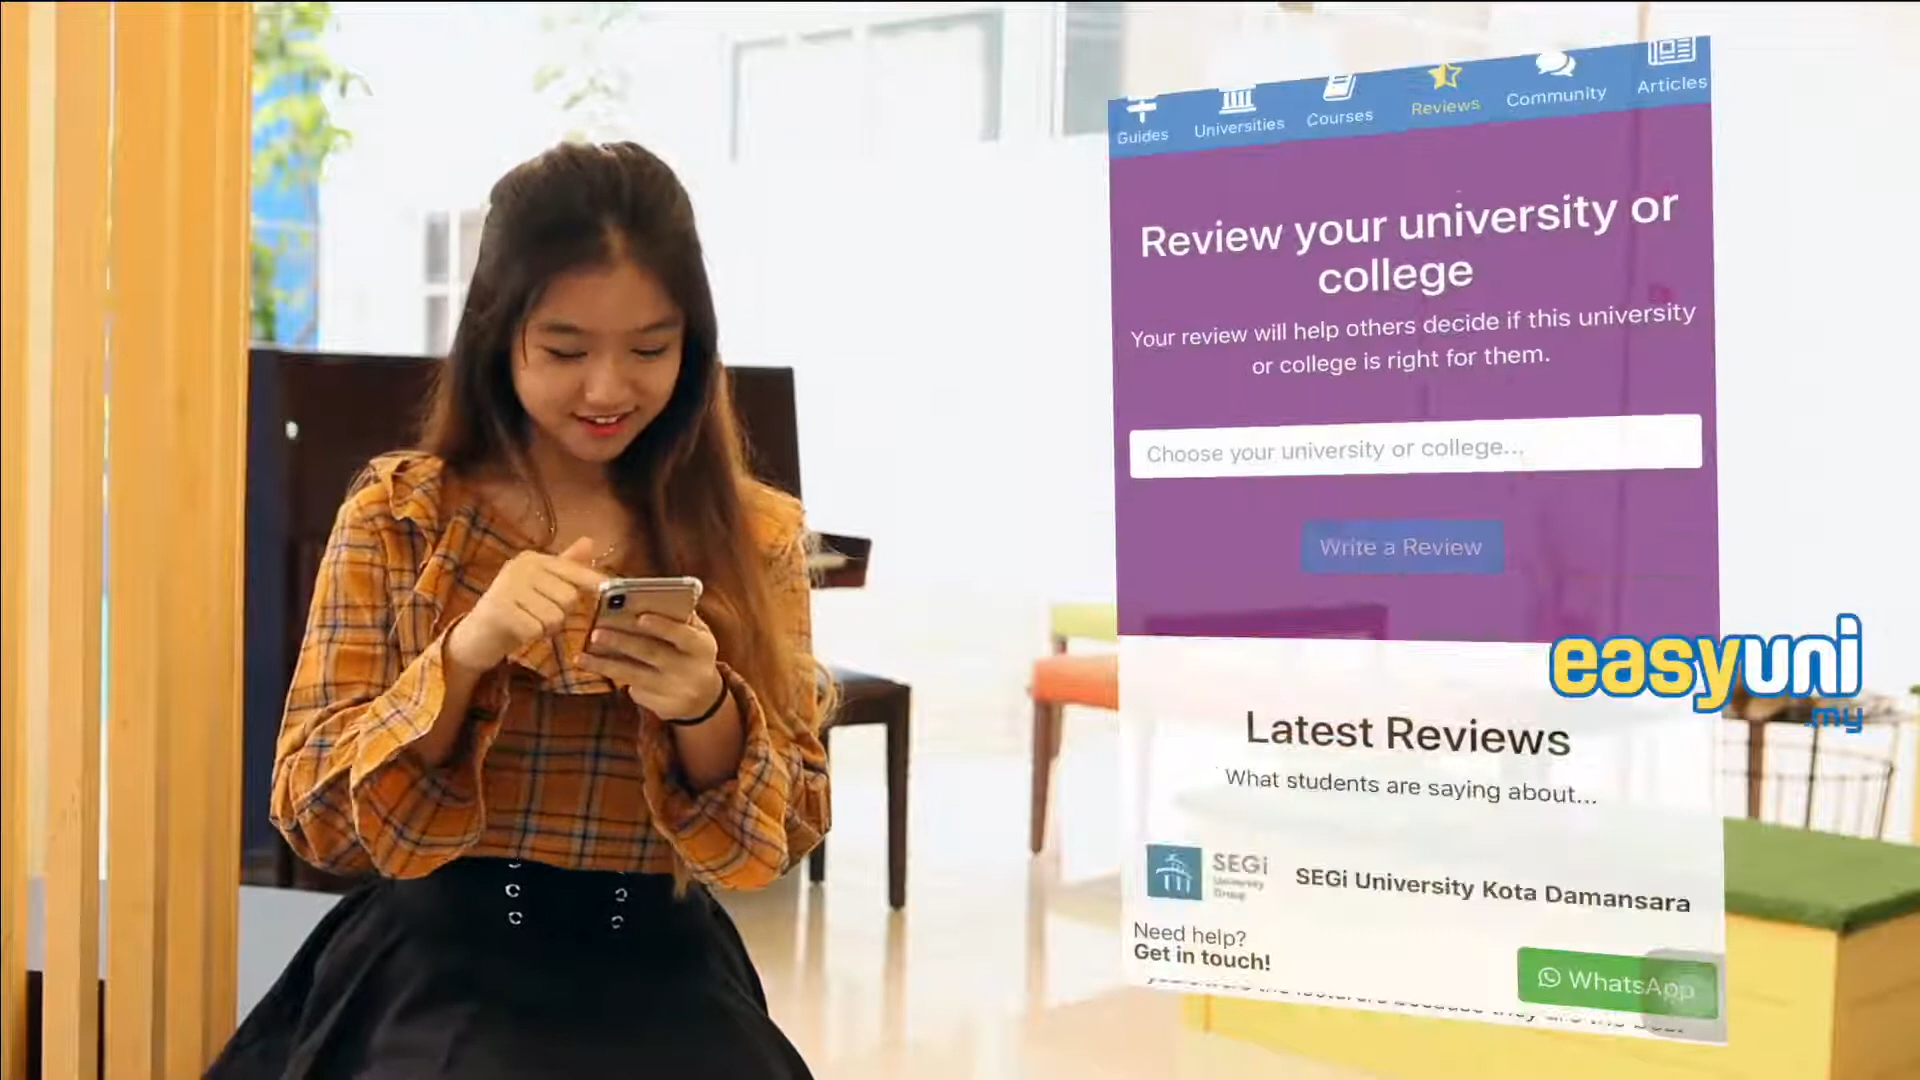 Guides
Universities
Courses
Reviews
Community
Articles
Review your university or
college
Your review will help others decide if this university
or college is right for them.
Choose your university or college...
Write a Review
easyuni
.my
Latest Reviews
What students are saying about...
SEGi
University
Group
SEGi University Kota Damansara
Need help?
Get in touch!
WhatsApp